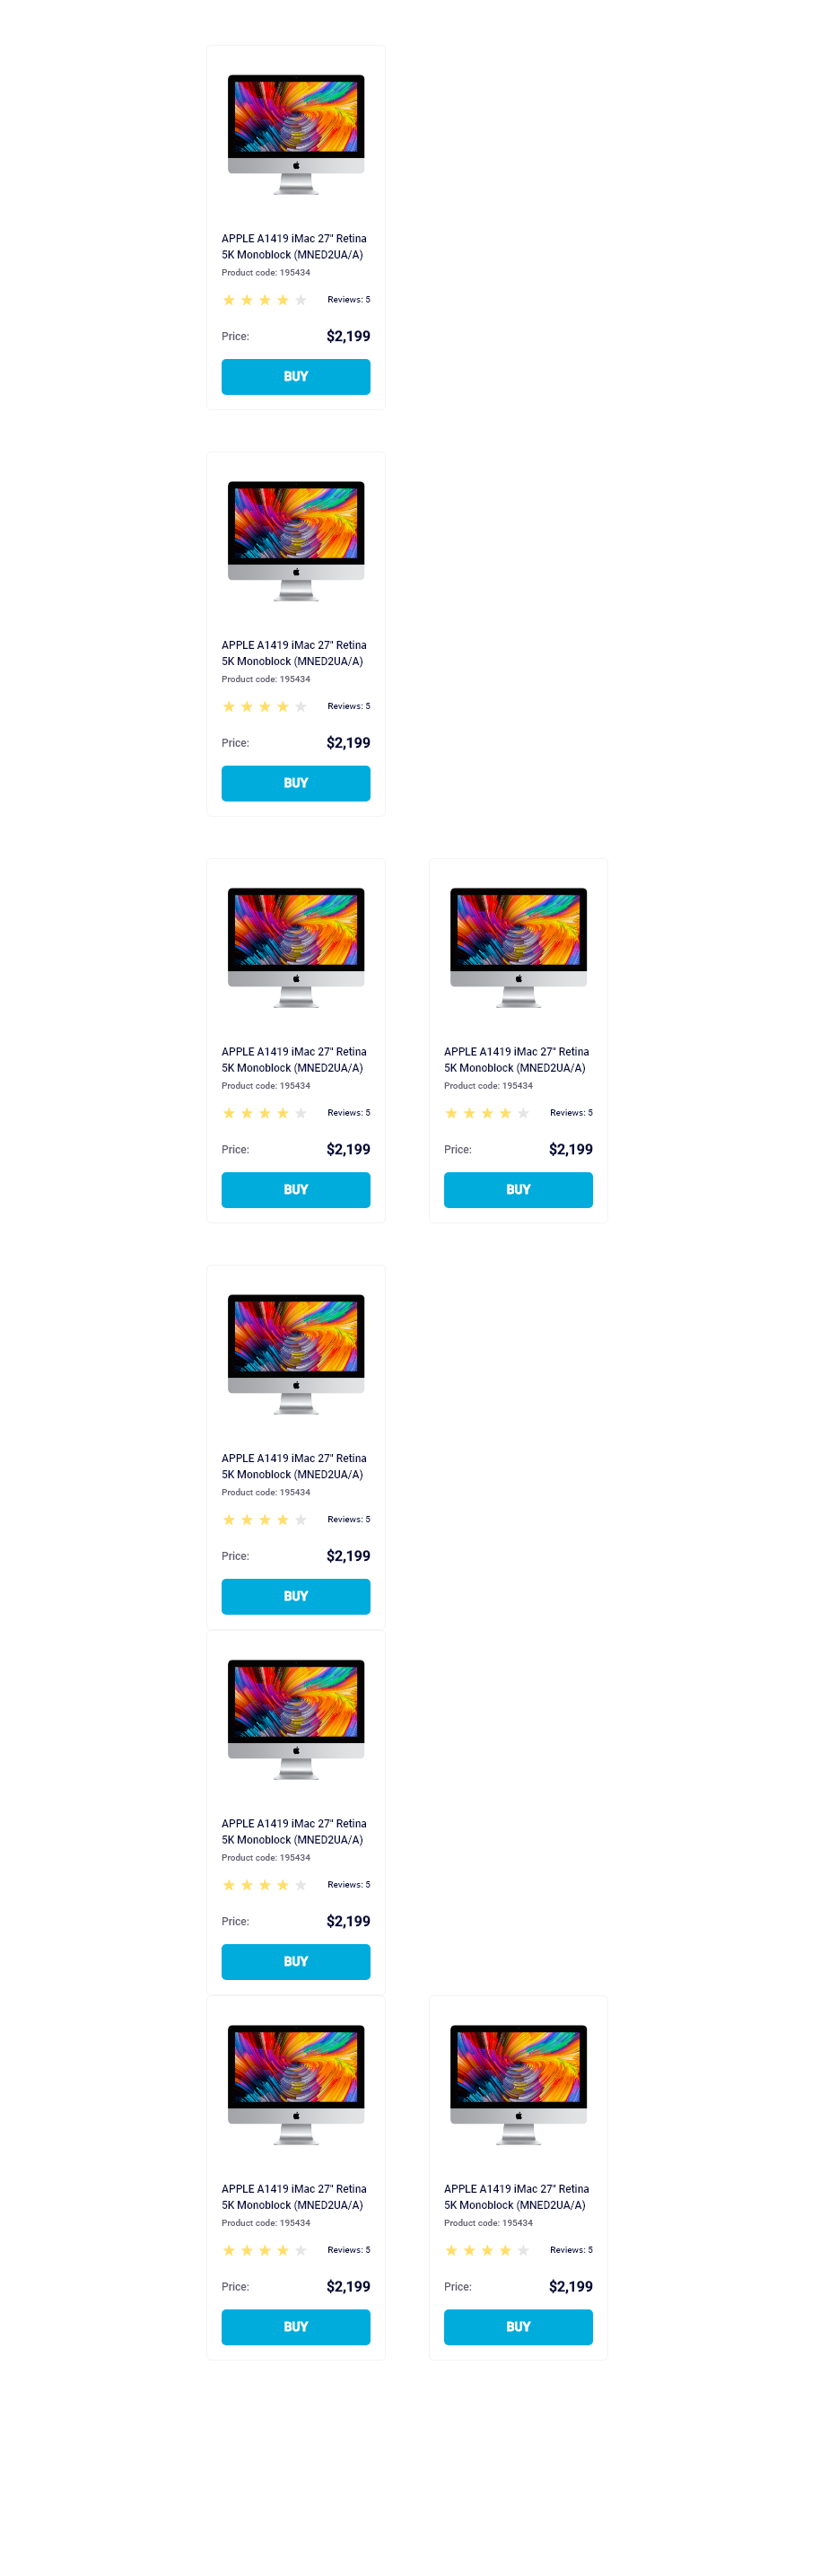 APPLE A1419 iMac 27" Retina
5K Monoblock (MNED2UA/A)
Product code: 195434
Reviews: 5
Price: $2,199
BUY
APPLE A1419 iMac 27" Retina
5K Monoblock (MNED2UA/A)
Product code: 195434
Reviews: 5
Price: $2,199
BUY
APPLE A1419 iMac 27" Retina
5K Monoblock (MNED2UA/A)
Product code: 195434
Reviews: 5
Price: $2,199
BUY
APPLE A1419 iMac 27" Retina
5K Monoblock (MNED2UA/A)
Product code: 195434
Reviews: 5
Price: $2,199
BUY
APPLE A1419 iMac 27" Retina
5K Monoblock (MNED2UA/A)
Product code: 195434
Reviews: 5
Price: $2,199
BUY
APPLE A1419 iMac 27" Retina
5K Monoblock (MNED2UA/A)
Product code: 195434
Reviews: 5
Price: $2,199
BUY
APPLE A1419 iMac 27" Retina
5K Monoblock (MNED2UA/A)
Product code: 195434
Reviews: 5
Price: $2,199
BUY
APPLE A1419 iMac 27" Retina
5K Monoblock (MNED2UA/A)
Product code: 195434
Reviews: 5
Price: $2,199
BUY